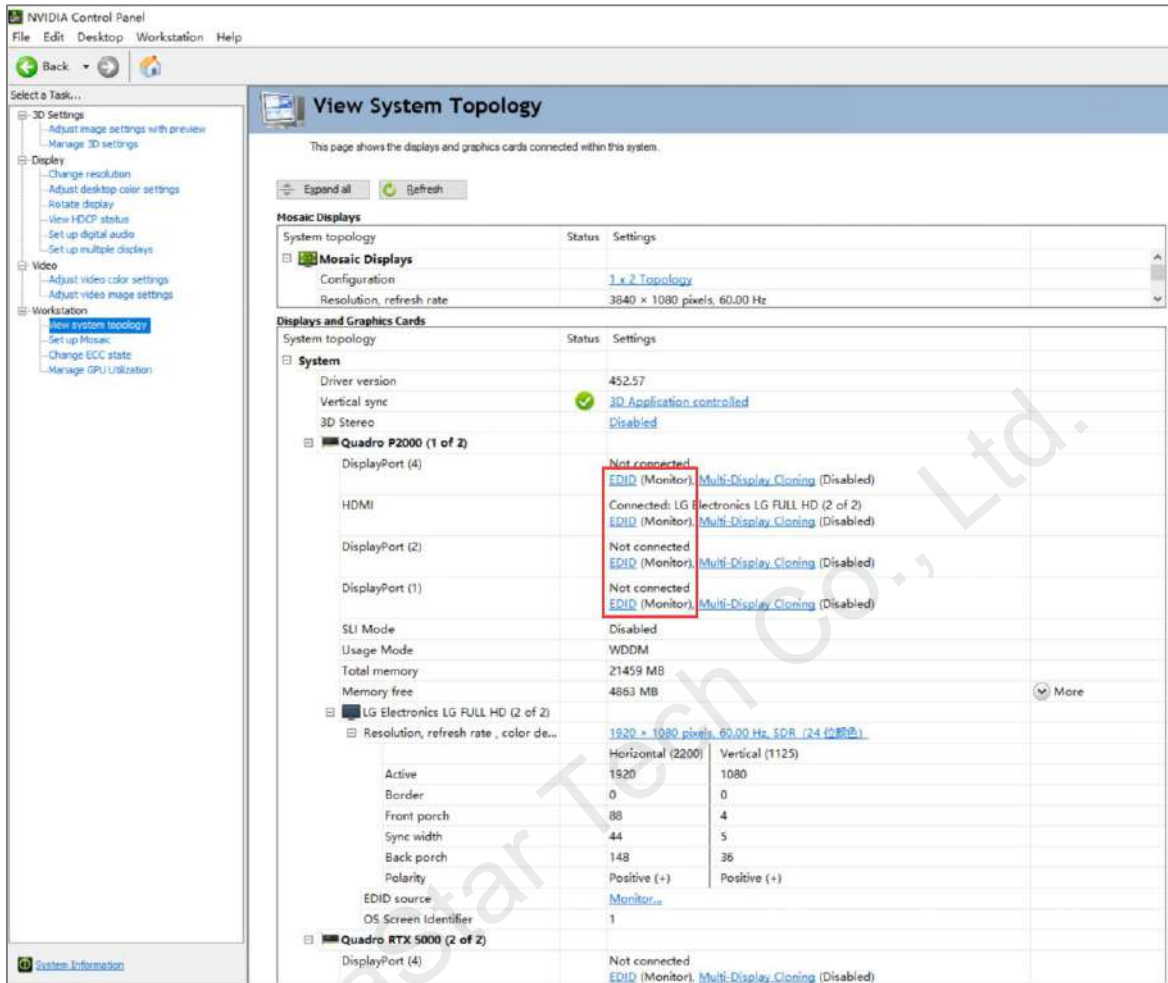 NVIDIA Control Panel
File Edit Desktop Workstation Help
Back
Select a Task...
3D Settings
Adjust image settings with preview
Manage 3D settings
Display
Change resolution
Adjust desktop color settings
Rotate display
View HDCP status
Set up digital audio
Set up multiple displays
Video
Adjust video color settings
Adjust video image settings
Workstation
View system topology
Set up Mosaic
Change ECC state
Manage GPU Utilization
System Information
View System Topology
This page shows the displays and graphics cards connected within this system.
Expand all Refresh
Mosaic Displays
System topology Status Settings
Mosaic Displays
Configuration 1 x 2 Topology
Resolution, refresh rate 3840 × 1080 pixels, 60.00 Hz
Displays and Graphics Cards
System topology Status Settings
System
Driver version 452.57
Vertical sync 3D Application controlled
3D Stereo Disabled
Quadro P2000 (1 of 2)
DisplayPort (4) Not connected
EDID (Monitor), Multi-Display Cloning (Disabled)
HDMI Connected: LG Electronics LG FULL HD (2 of 2)
EDID (Monitor), Multi-Display Cloning (Disabled)
DisplayPort (2) Not connected
EDID (Monitor), Multi-Display Cloning (Disabled)
DisplayPort (1) Not connected
EDID (Monitor), Multi-Display Cloning (Disabled)
SLI Mode Disabled
Usage Mode WDDM
Total memory 21459 MB
Memory free 4863 MB More
LG Electronics LG FULL HD (2 of 2)
Resolution, refresh rate , color de... 1920 × 1080 pixels, 60.00 Hz, SDR (24 位颜色)
Horizontal (2200) Vertical (1125)
Active 1920 1080
Border 0 0
Front porch 88 4
Sync width 44 5
Back porch 148 36
Polarity Positive (+) Positive (+)
EDID source Monitor...
OS Screen Identifier 1
Quadro RTX 5000 (2 of 2)
DisplayPort (4) Not connected
EDID (Monitor), Multi-Display Cloning (Disabled)
Star Tech Co., Ltd.